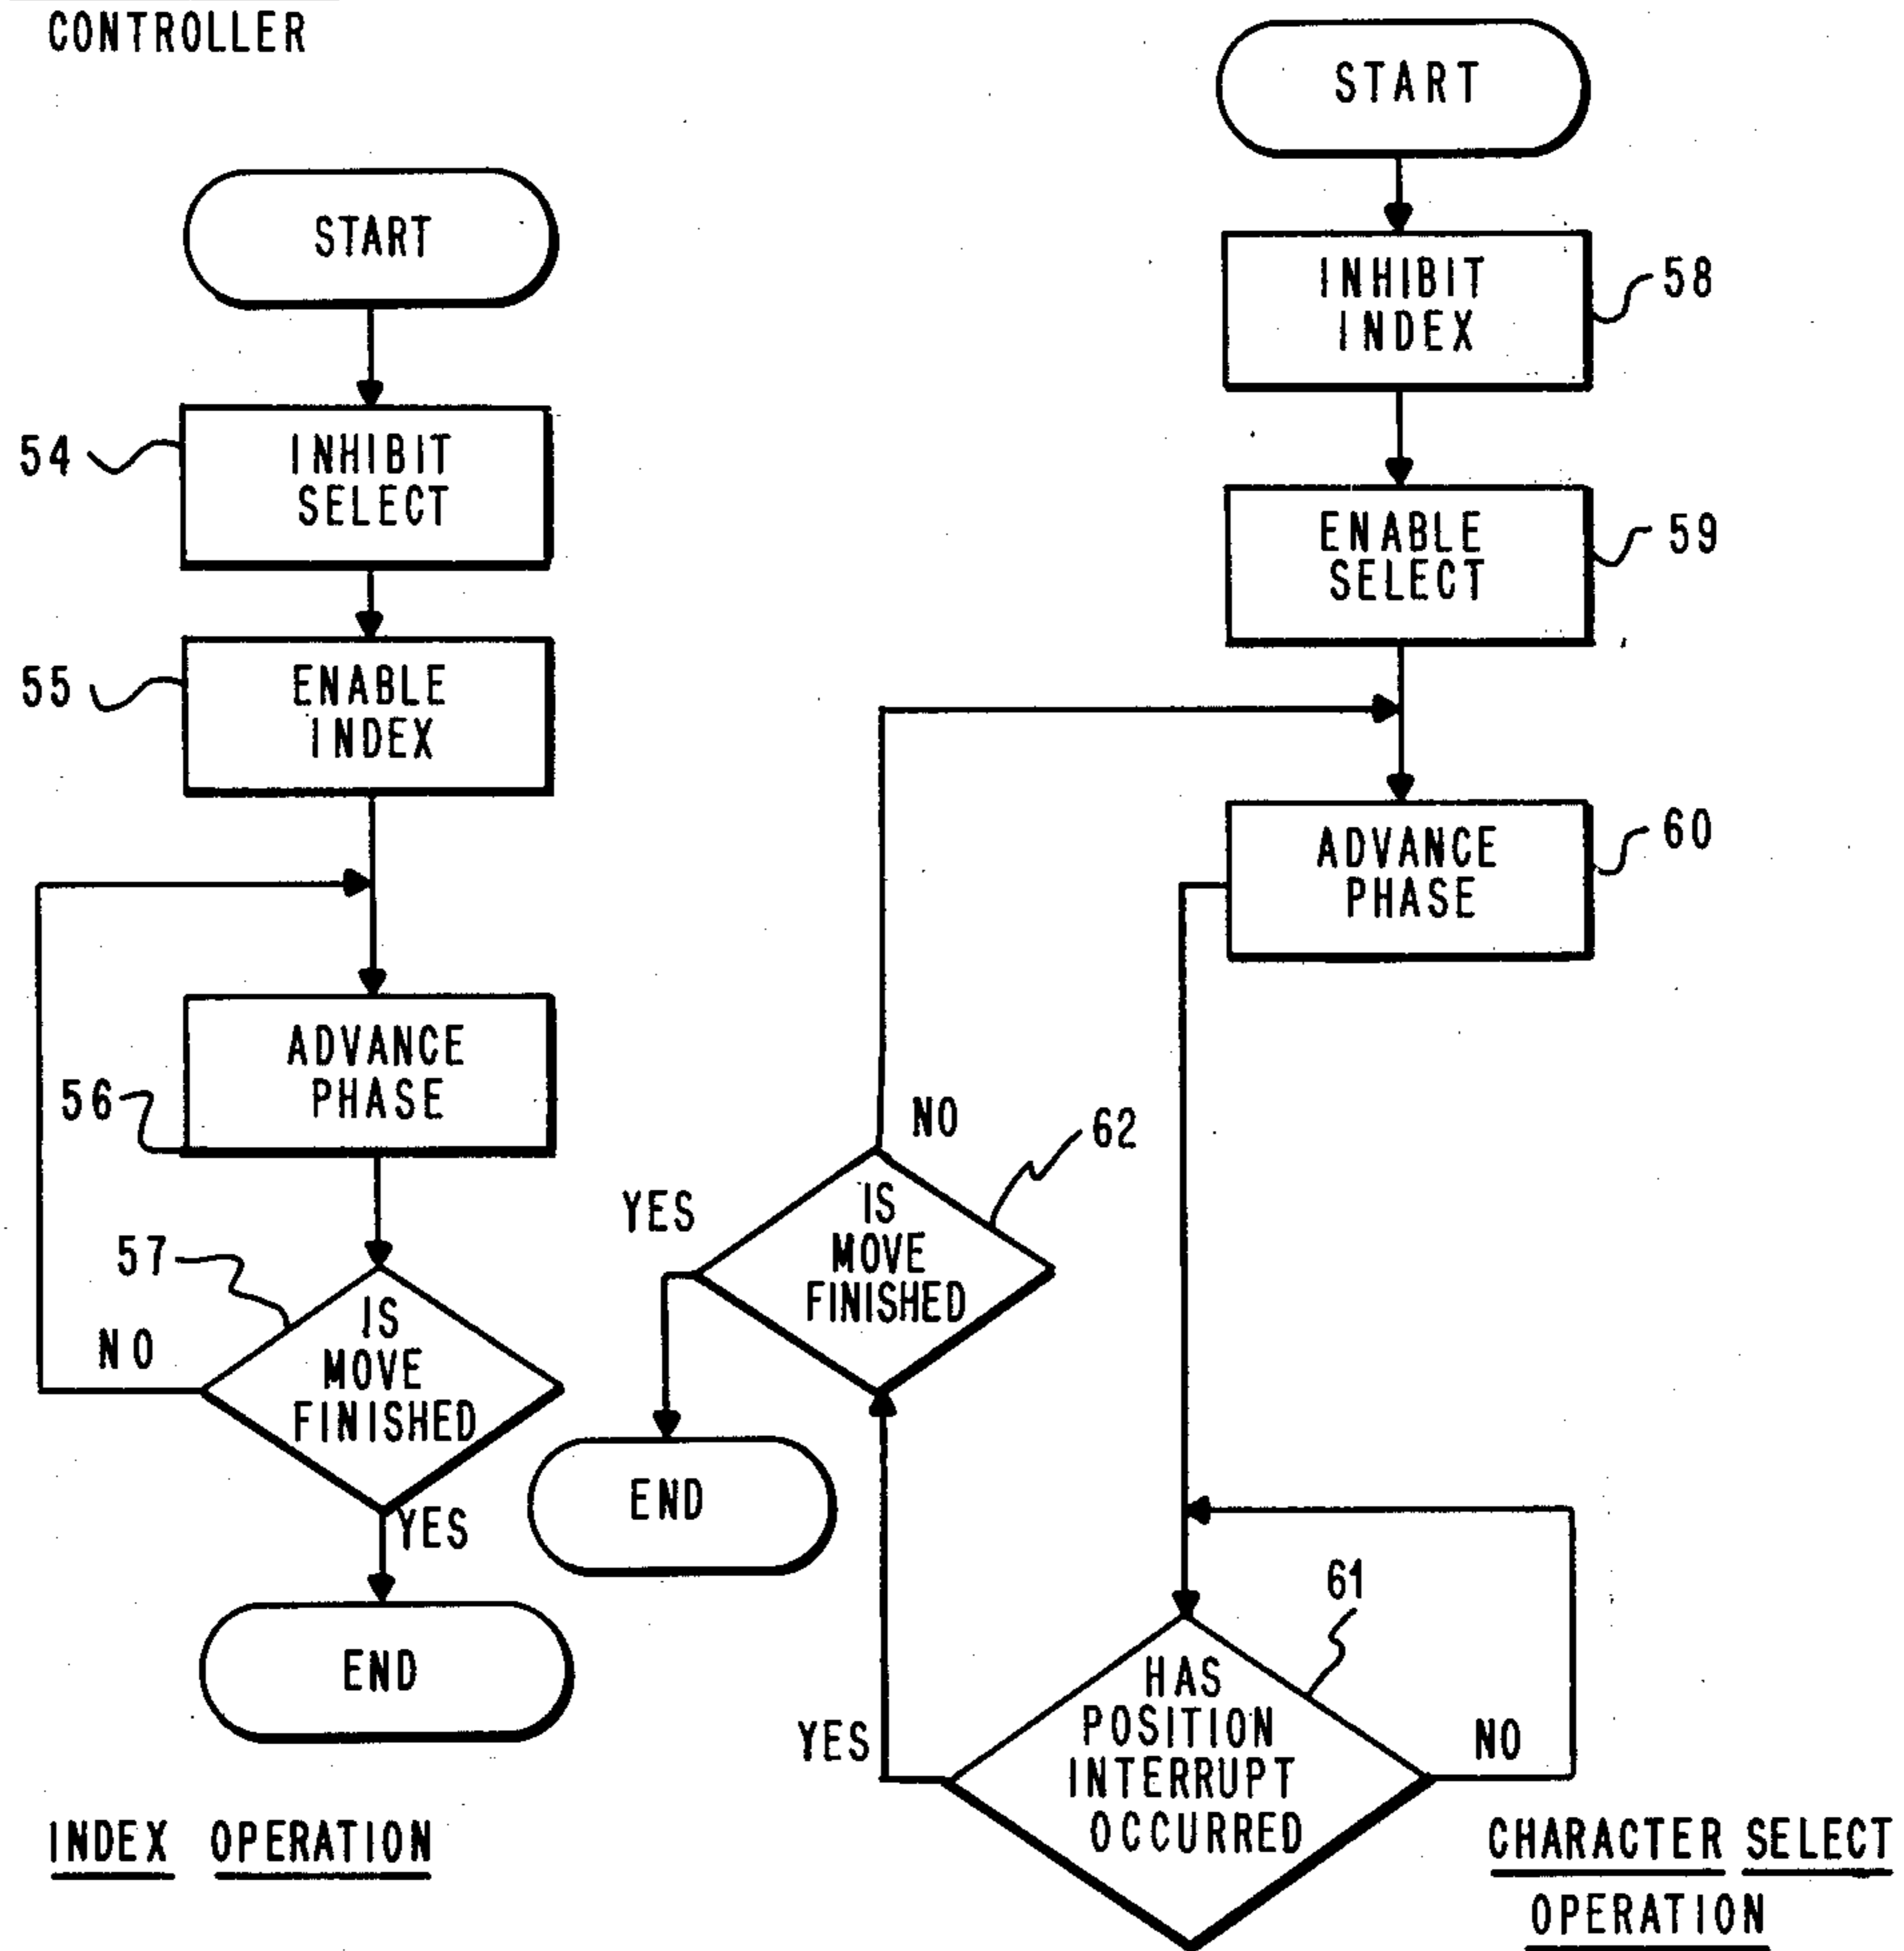 CONTROLLER
START
54
INHIBIT
SELECT
55
ENABLE
INDEX
ADVANCE
PHASE
56
57
IS
MOVE
FINISHED
NO
YES
END
INDEX OPERATION
START
INHIBIT
INDEX
58
ENABLE
SELECT
59
ADVANCE
PHASE
60
NO
62
YES
IS
MOVE
FINISHED
END
61
HAS
POSITION
INTERRUPT
OCCURRED
YES
NO
CHARACTER SELECT
OPERATION